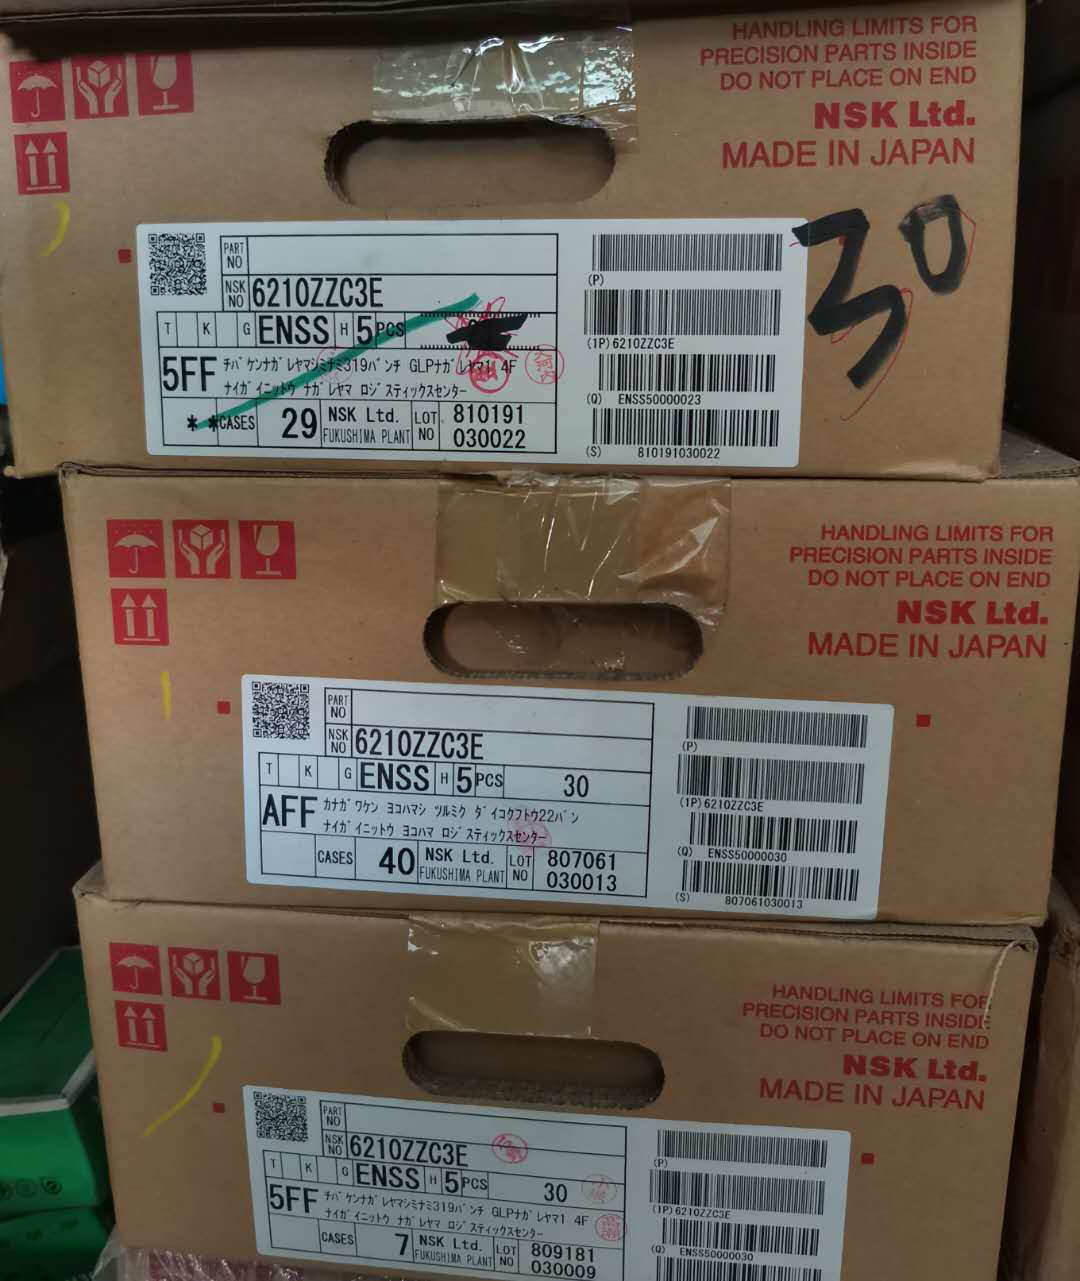 HANDLING LIMITS FOR
PRECISION PARTS INSIDE
DO NOT PLACE ON END
NSK Ltd.
MADE IN JAPAN
30
PART NO
NSK NO 6210ZZC3E
T K G ENSS H 5 PCS
5FF チバケンナガレヤマシミナミ319バンチ GLPナガレヤマ1 4F
ナイガイニットウ ナガレヤマ ロジスティックスセンター
** CASES 29 NSK Ltd. FUKUSHIMA PLANT LOT NO 810191 030022
(P)
(1P)6210ZZC3E
(Q) ENSS50000023
(S) 810191030022
HANDLING LIMITS FOR
PRECISION PARTS INSIDE
DO NOT PLACE ON END
NSK Ltd.
MADE IN JAPAN
PART NO
NSK NO 6210ZZC3E
T K G ENSS H 5 PCS 30
AFF カナガワケン ヨコハマシ ツルミク ダイコクフトウ22バン
ナイガイニットウ ヨコハマ ロジスティックスセンター
CASES 40 NSK Ltd. FUKUSHIMA PLANT LOT NO 807061 030013
(P)
(1P)6210ZZC3E
(Q) ENSS50000030
(S) 807061030013
HANDLING LIMITS FOR
PRECISION PARTS INSIDE
DO NOT PLACE ON END
NSK Ltd.
MADE IN JAPAN
PART NO
NSK NO 6210ZZC3E
T K G ENSS H 5 PCS 30
5FF チバケンナガレヤマシミナミ319バンチ GLPナガレヤマ1 4F
ナイガイニットウ ナガレヤマ ロジスティックスセンター
CASES 7 NSK Ltd. FUKUSHIMA PLANT LOT NO 809181 030009
(P)
(1P)6210ZZC3E
(Q) ENSS50000030